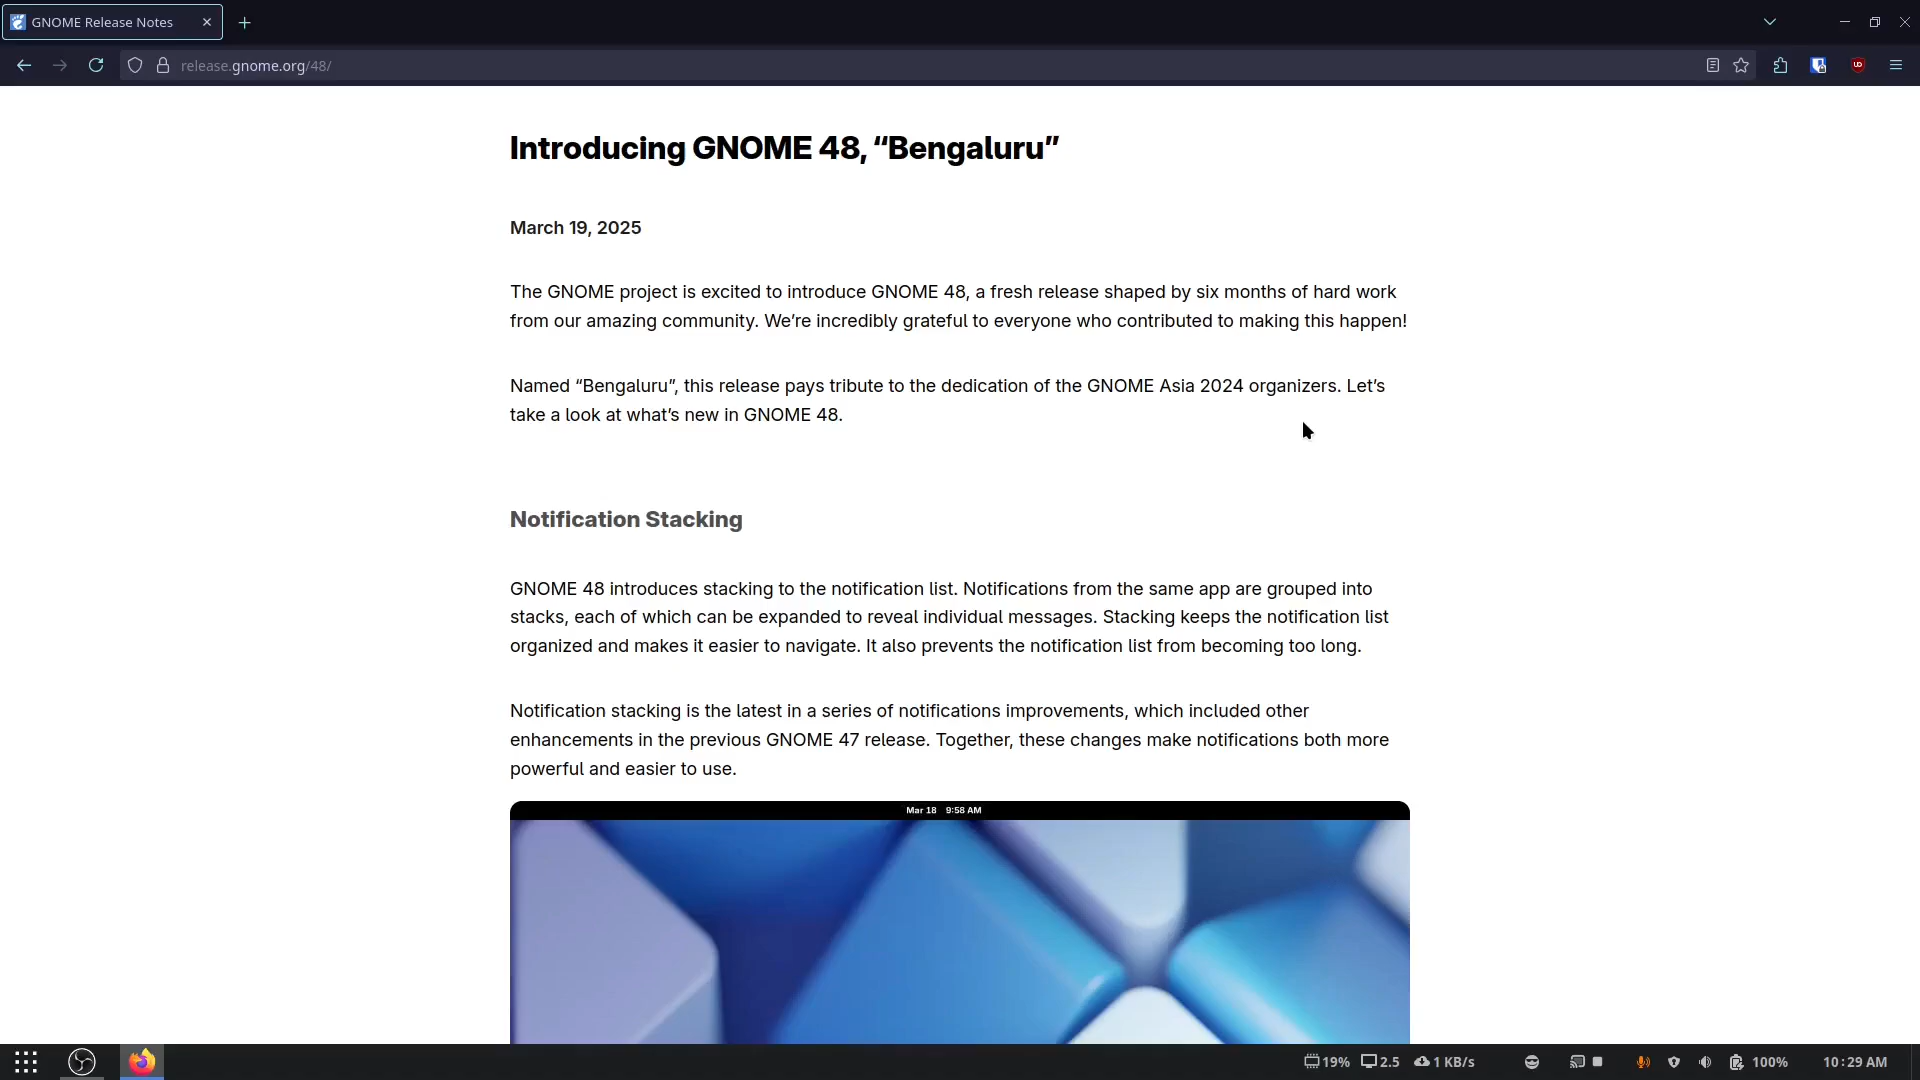 GNOME Release Notes
release.gnome.org/48/
Introducing GNOME 48, “Bengaluru”
March 19, 2025
The GNOME project is excited to introduce GNOME 48, a fresh release shaped by six months of hard work
from our amazing community. We’re incredibly grateful to everyone who contributed to making this happen!
Named “Bengaluru”, this release pays tribute to the dedication of the GNOME Asia 2024 organizers. Let’s
take a look at what’s new in GNOME 48.
Notification Stacking
GNOME 48 introduces stacking to the notification list. Notifications from the same app are grouped into
stacks, each of which can be expanded to reveal individual messages. Stacking keeps the notification list
organized and makes it easier to navigate. It also prevents the notification list from becoming too long.
Notification stacking is the latest in a series of notifications improvements, which included other
enhancements in the previous GNOME 47 release. Together, these changes make notifications both more
powerful and easier to use.
Mar 18 9:58 AM
19% 2.5 1 KB/s 100% 10:29 AM